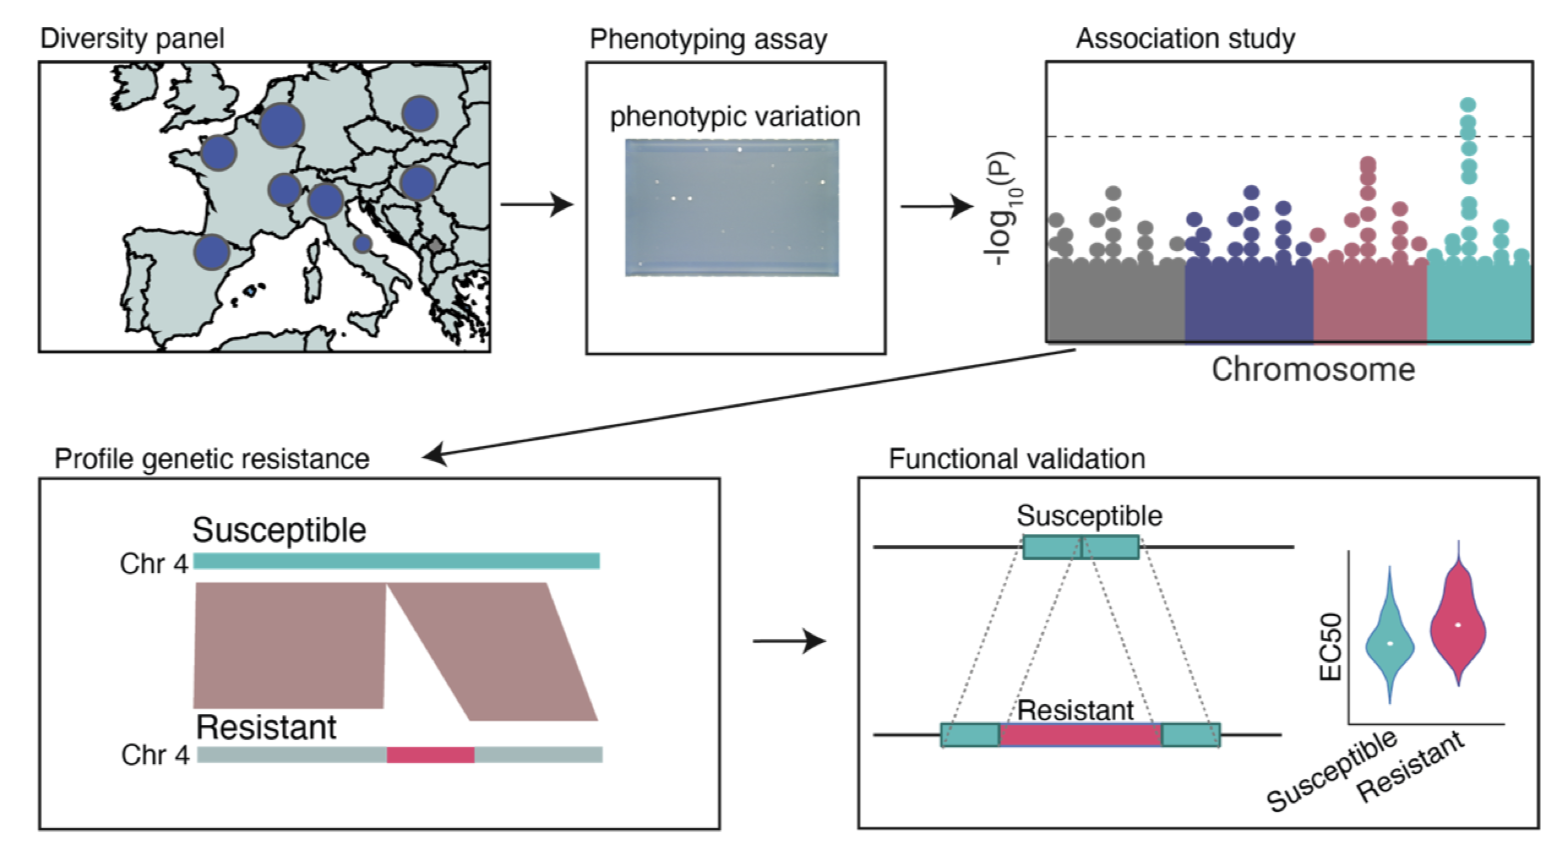 Diversity panel
Phenotyping assay
phenotypic variation
Association study
-log10(P)
Chromosome
Profile genetic resistance
Susceptible
Chr 4
Resistant
Chr 4
Functional validation
Susceptible
Resistant
EC50
Susceptible
Resistant